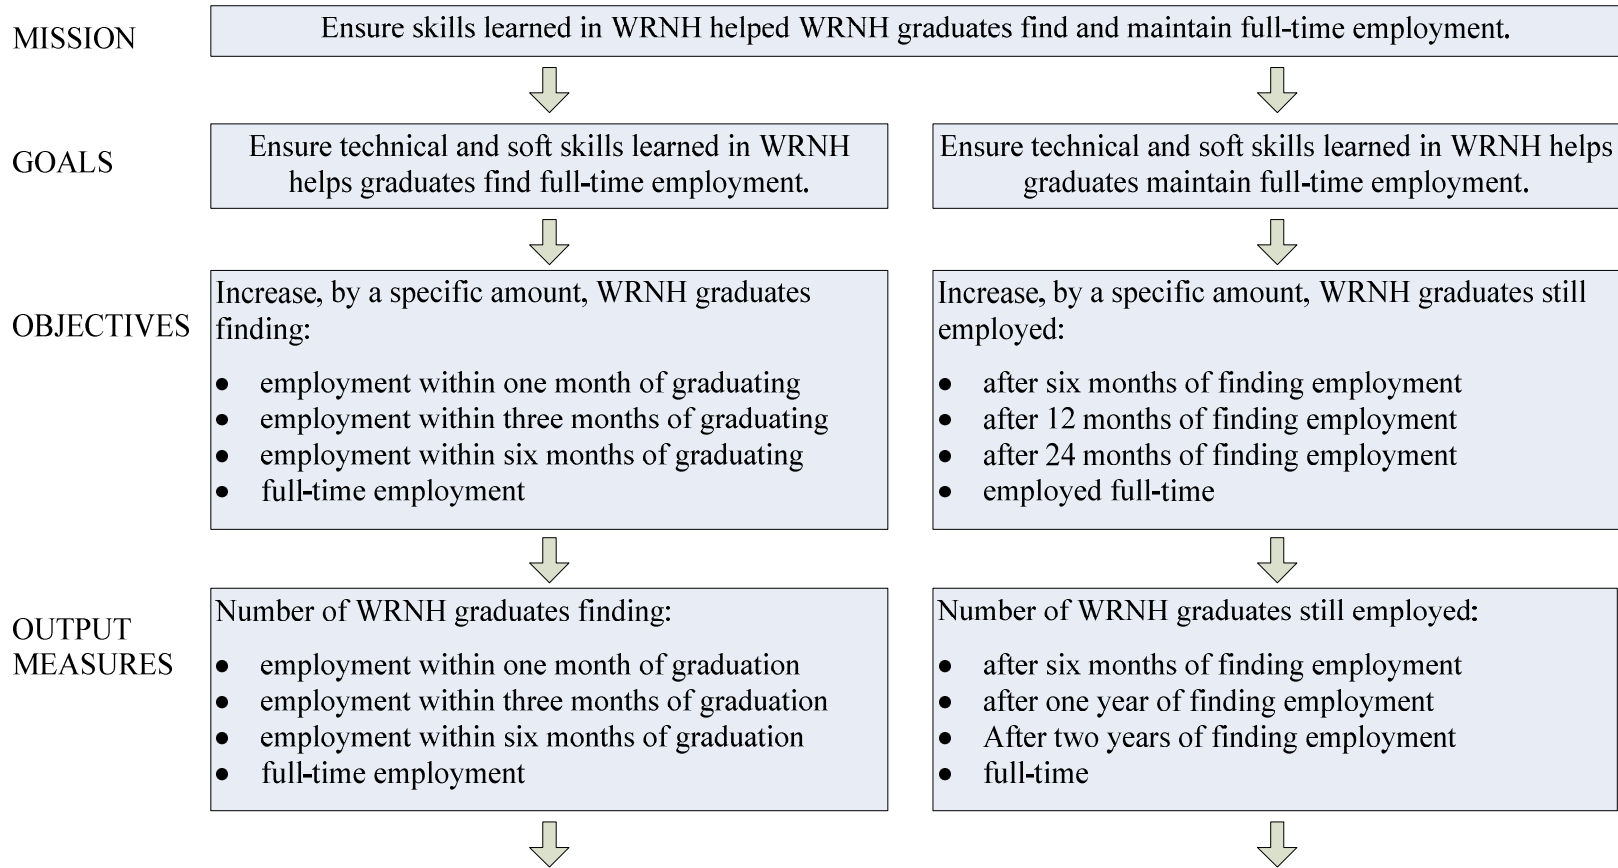 MISSION
Ensure skills learned in WRNH helped WRNH graduates find and maintain full-time employment.
GOALS
Ensure technical and soft skills learned in WRNH
helps graduates find full-time employment.
Ensure technical and soft skills learned in WRNH helps
graduates maintain full-time employment.
OBJECTIVES
Increase, by a specific amount, WRNH graduates
finding:
• employment within one month of graduating
• employment within three months of graduating
• employment within six months of graduating
• full-time employment
Increase, by a specific amount, WRNH graduates still
employed:
• after six months of finding employment
• after 12 months of finding employment
• after 24 months of finding employment
• employed full-time
OUTPUT
MEASURES
Number of WRNH graduates finding:
• employment within one month of graduation
• employment within three months of graduation
• employment within six months of graduation
• full-time employment
Number of WRNH graduates still employed:
• after six months of finding employment
• after one year of finding employment
• After two years of finding employment
• full-time